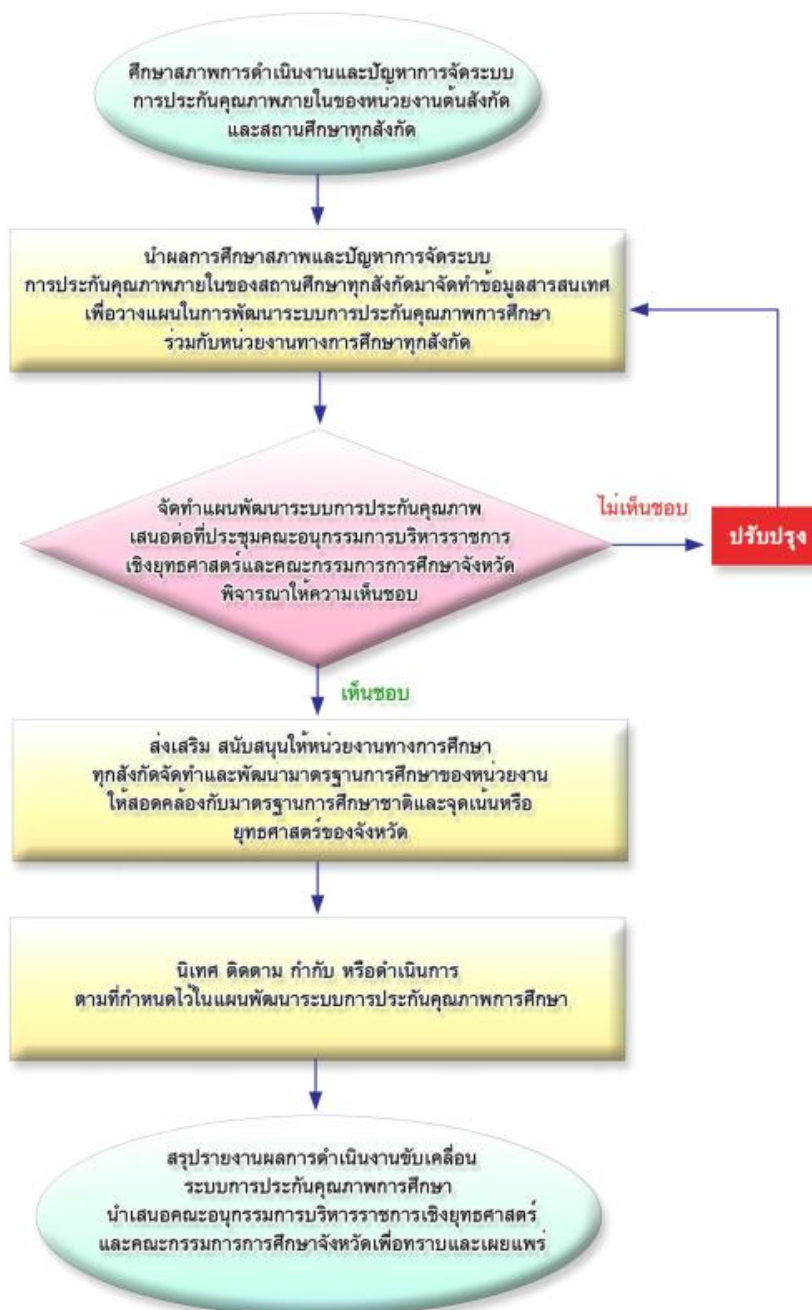 ศึกษาสภาพการดำเนินงานและปัญหาการจัดระบบ
การประกันคุณภาพภายในของหน่วยงานต้นสังกัด
และสถานศึกษาทุกสังกัด
นำผลการศึกษาสภาพและปัญหาการจัดระบบ
การประกันคุณภาพภายในของสถานศึกษาทุกสังกัดมาจัดทำข้อมูลสารสนเทศ
เพื่อวางแผนในการพัฒนาระบบการประกันคุณภาพการศึกษา
ร่วมกับหน่วยงานทางการศึกษาทุกสังกัด
จัดทำแผนพัฒนาระบบการประกันคุณภาพ
เสนอต่อที่ประชุมคณะอนุกรรมการบริหารราชการ
เชิงยุทธศาสตร์และคณะกรรมการการศึกษาจังหวัด
พิจารณาให้ความเห็นชอบ
ไม่เห็นชอบ
ปรับปรุง
เห็นชอบ
ส่งเสริม สนับสนุนให้หน่วยงานทางการศึกษา
ทุกสังกัดจัดทำและพัฒนามาตรฐานการศึกษาของหน่วยงาน
ให้สอดคล้องกับมาตรฐานการศึกษาชาติและจุดเน้นหรือ
ยุทธศาสตร์ของจังหวัด
นิเทศ ติดตาม กำกับ หรือดำเนินการ
ตามที่กำหนดไว้ในแผนพัฒนาระบบการประกันคุณภาพการศึกษา
สรุปรายงานผลการดำเนินงานขับเคลื่อน
ระบบการประกันคุณภาพการศึกษา
นำเสนอคณะอนุกรรมการบริหารราชการเชิงยุทธศาสตร์
และคณะกรรมการการศึกษาจังหวัดเพื่อทราบและเผยแพร่